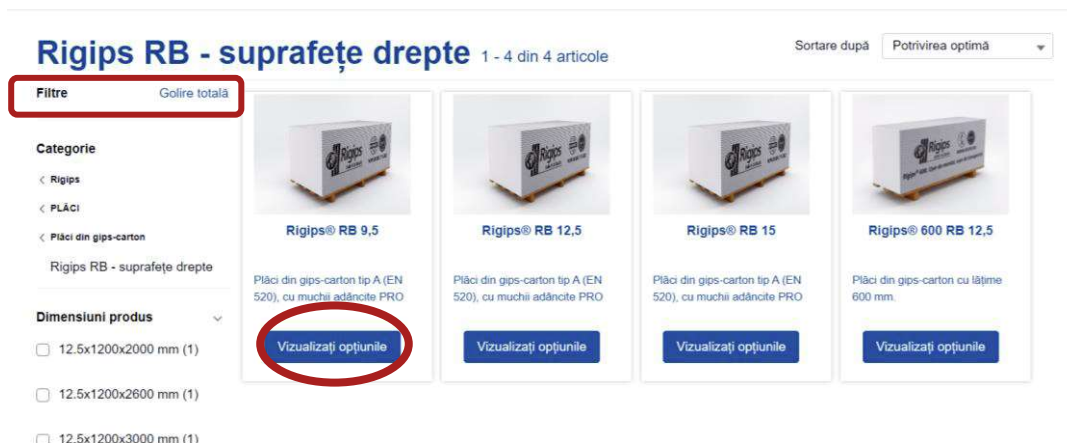 Rigips RB - suprafețe drepte 1 - 4 din 4 articole
Sortare după Potrivirea optimă
Filtre Golire totală
Categorie
Rigips
PLĂCI
Plăci din gips-carton
Rigips RB - suprafețe drepte
Dimensiuni produs
12.5x1200x2000 mm (1)
12.5x1200x2600 mm (1)
12.5x1200x3000 mm (1)
Rigips
Rigips® RB 9,5
Plăci din gips-carton tip A (EN
520), cu muchii adâncite PRO
Vizualizați opțiunile
Rigips
Rigips® RB 12,5
Plăci din gips-carton tip A (EN
520), cu muchii adâncite PRO
Vizualizați opțiunile
Rigips
Rigips® RB 15
Plăci din gips-carton tip A (EN
520), cu muchii adâncite PRO
Vizualizați opțiunile
Rigips
Rigips® 600 RB 12,5
Plăci din gips-carton cu lățime
600 mm.
Vizualizați opțiunile